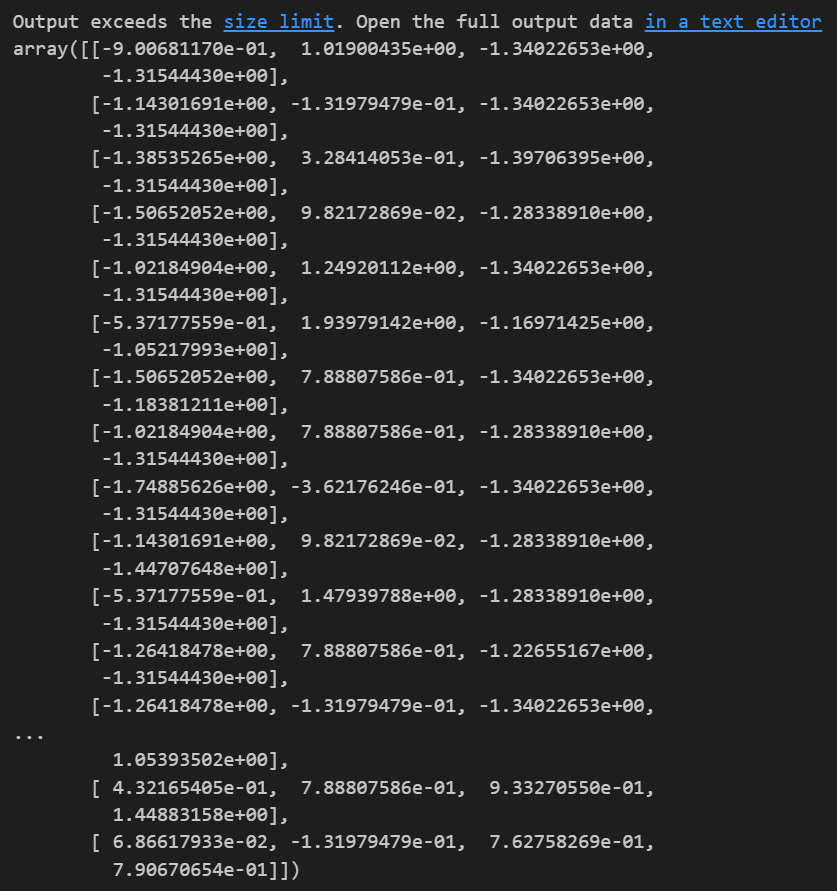 Output exceeds the size limit. Open the full output data in a text editor
array([[-9.00681170e-01,  1.01900435e+00, -1.34022653e+00,
        -1.31544430e+00],
       [-1.14301691e+00, -1.31979479e-01, -1.34022653e+00,
        -1.31544430e+00],
       [-1.38535265e+00,  3.28414053e-01, -1.39706395e+00,
        -1.31544430e+00],
       [-1.50652052e+00,  9.82172869e-02, -1.28338910e+00,
        -1.31544430e+00],
       [-1.02184904e+00,  1.24920112e+00, -1.34022653e+00,
        -1.31544430e+00],
       [-5.37177559e-01,  1.93979142e+00, -1.16971425e+00,
        -1.05217993e+00],
       [-1.50652052e+00,  7.88807586e-01, -1.34022653e+00,
        -1.18381211e+00],
       [-1.02184904e+00,  7.88807586e-01, -1.28338910e+00,
        -1.31544430e+00],
       [-1.74885626e+00, -3.62176246e-01, -1.34022653e+00,
        -1.31544430e+00],
       [-1.14301691e+00,  9.82172869e-02, -1.28338910e+00,
        -1.44707648e+00],
       [-5.37177559e-01,  1.47939788e+00, -1.28338910e+00,
        -1.31544430e+00],
       [-1.26418478e+00,  7.88807586e-01, -1.22655167e+00,
        -1.31544430e+00],
       [-1.26418478e+00, -1.31979479e-01, -1.34022653e+00,
...
         1.05393502e+00],
       [ 4.32165405e-01,  7.88807586e-01,  9.33270550e-01,
         1.44883158e+00],
       [ 6.86617933e-02, -1.31979479e-01,  7.62758269e-01,
         7.90670654e-01]])